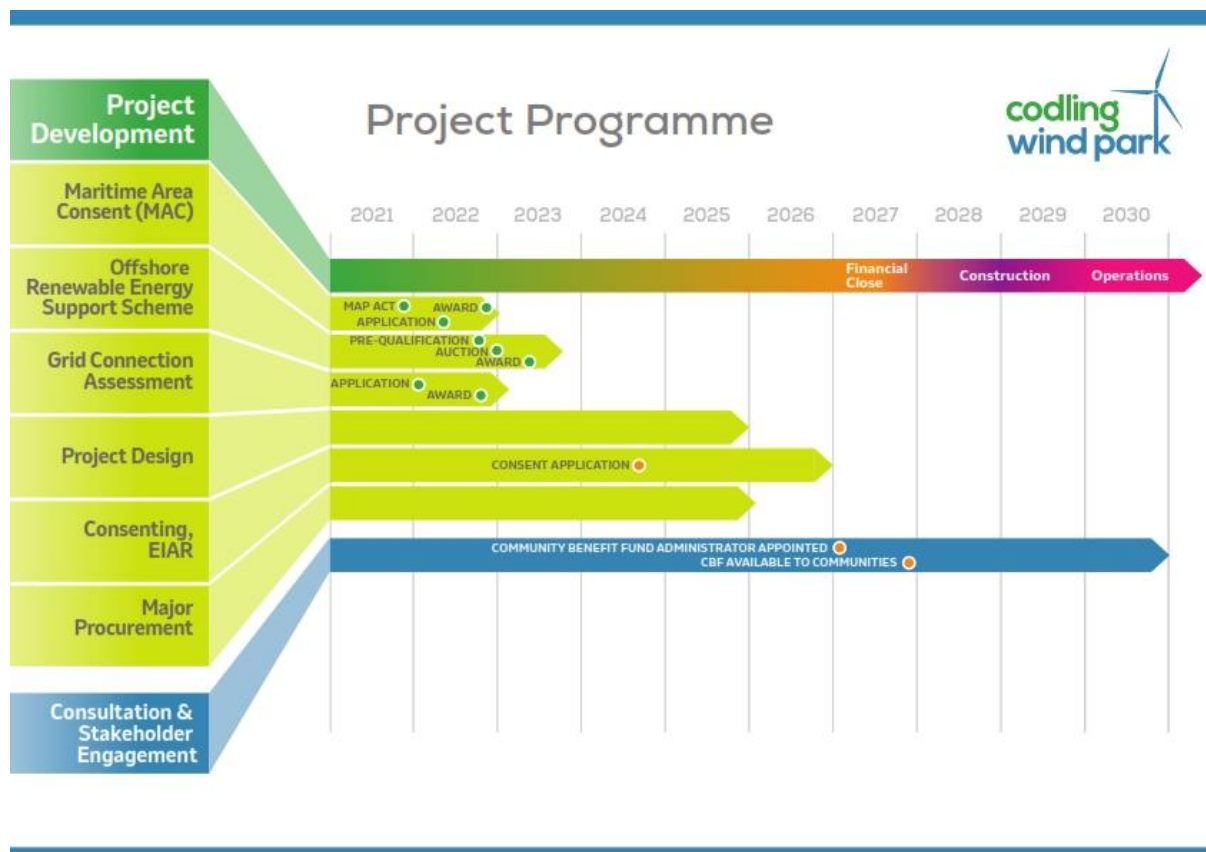 Project
Development
Maritime Area
Consent (MAC)
Offshore
Renewable Energy
Support Scheme
Grid Connection
Assessment
Project Design
Consenting,
EIAR
Major
Procurement
Consultation &
Stakeholder
Engagement
Project Programme
codling
wind park
2021 2022 2023 2024 2025 2026 2027 2028 2029 2030
Financial
Close
Construction
Operations
MAP ACT AWARD
APPLICATION
PRE-QUALIFICATION
AUCTION
AWARD
APPLICATION
AWARD
CONSENT APPLICATION
COMMUNITY BENEFIT FUND ADMINISTRATOR APPOINTED
CBF AVAILABLE TO COMMUNITIES